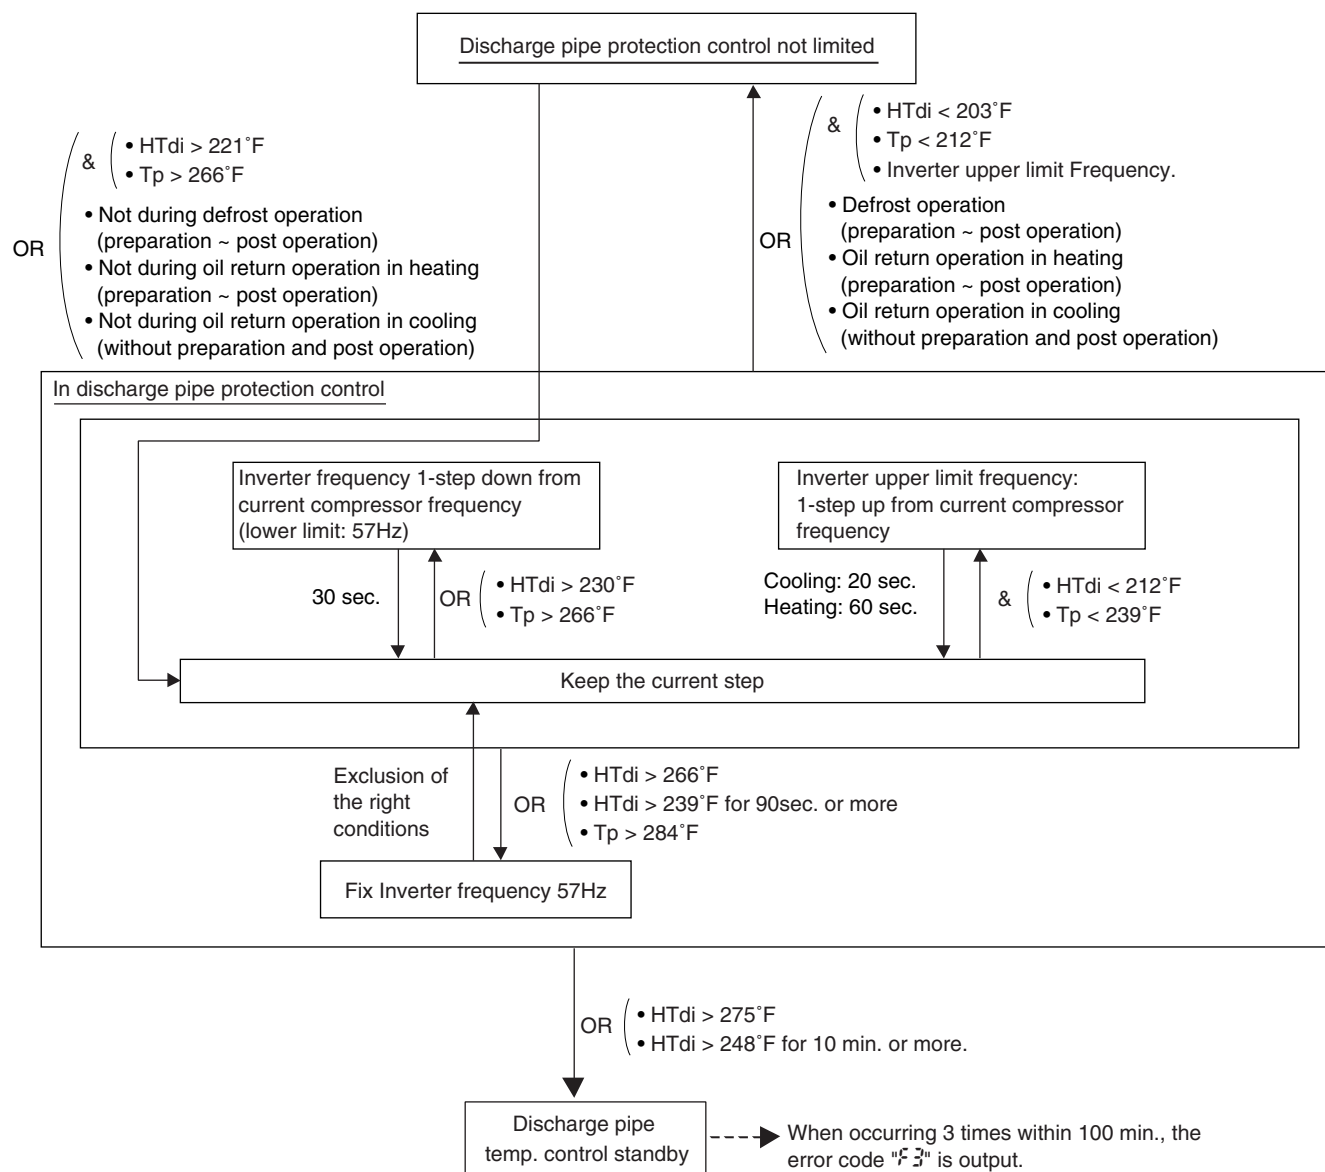 Discharge pipe protection control not limited
OR
&
• HTdi > 221˚F
• Tp > 266˚F
• Not during defrost operation
(preparation ~ post operation)
• Not during oil return operation in heating
(preparation ~ post operation)
• Not during oil return operation in cooling
(without preparation and post operation)
OR
&
• HTdi < 203˚F
• Tp < 212˚F
• Inverter upper limit Frequency.
• Defrost operation
(preparation ~ post operation)
• Oil return operation in heating
(preparation ~ post operation)
• Oil return operation in cooling
(without preparation and post operation)
In discharge pipe protection control
Inverter frequency 1-step down from
current compressor frequency
(lower limit: 57Hz)
Inverter upper limit frequency:
1-step up from current compressor
frequency
30 sec.
OR
• HTdi > 230˚F
• Tp > 266˚F
Cooling: 20 sec.
Heating: 60 sec.
&
• HTdi < 212˚F
• Tp < 239˚F
Keep the current step
Exclusion of
the right
conditions
OR
• HTdi > 266˚F
• HTdi > 239˚F for 90sec. or more
• Tp > 284˚F
Fix Inverter frequency 57Hz
OR
• HTdi > 275˚F
• HTdi > 248˚F for 10 min. or more.
Discharge pipe
temp. control standby
When occurring 3 times within 100 min., the
error code "F3" is output.